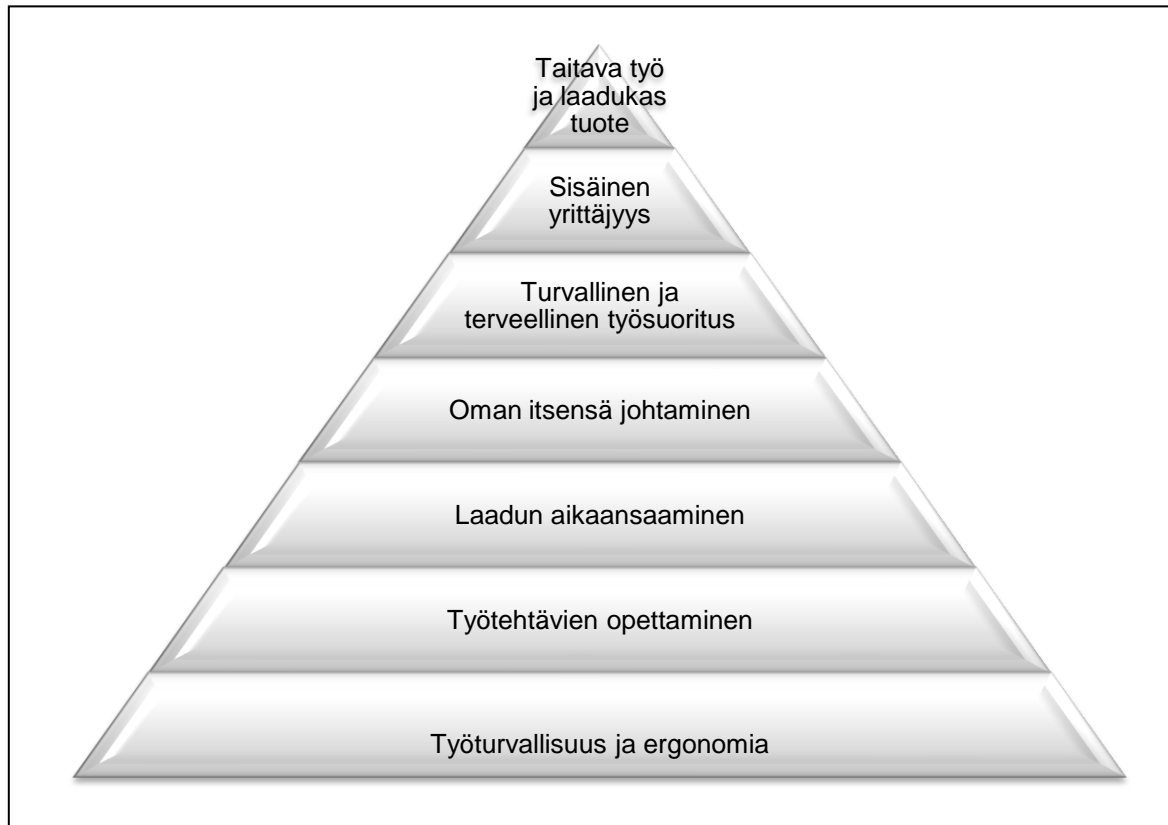 Taitava työ
ja laadukas
tuote
Sisäinen
yrittäjyys
Turvallinen ja
terveellinen työsuoritus
Oman itsensä johtaminen
Laadun aikaansaaminen
Työtehtävien opettaminen
Työturvallisuus ja ergonomia